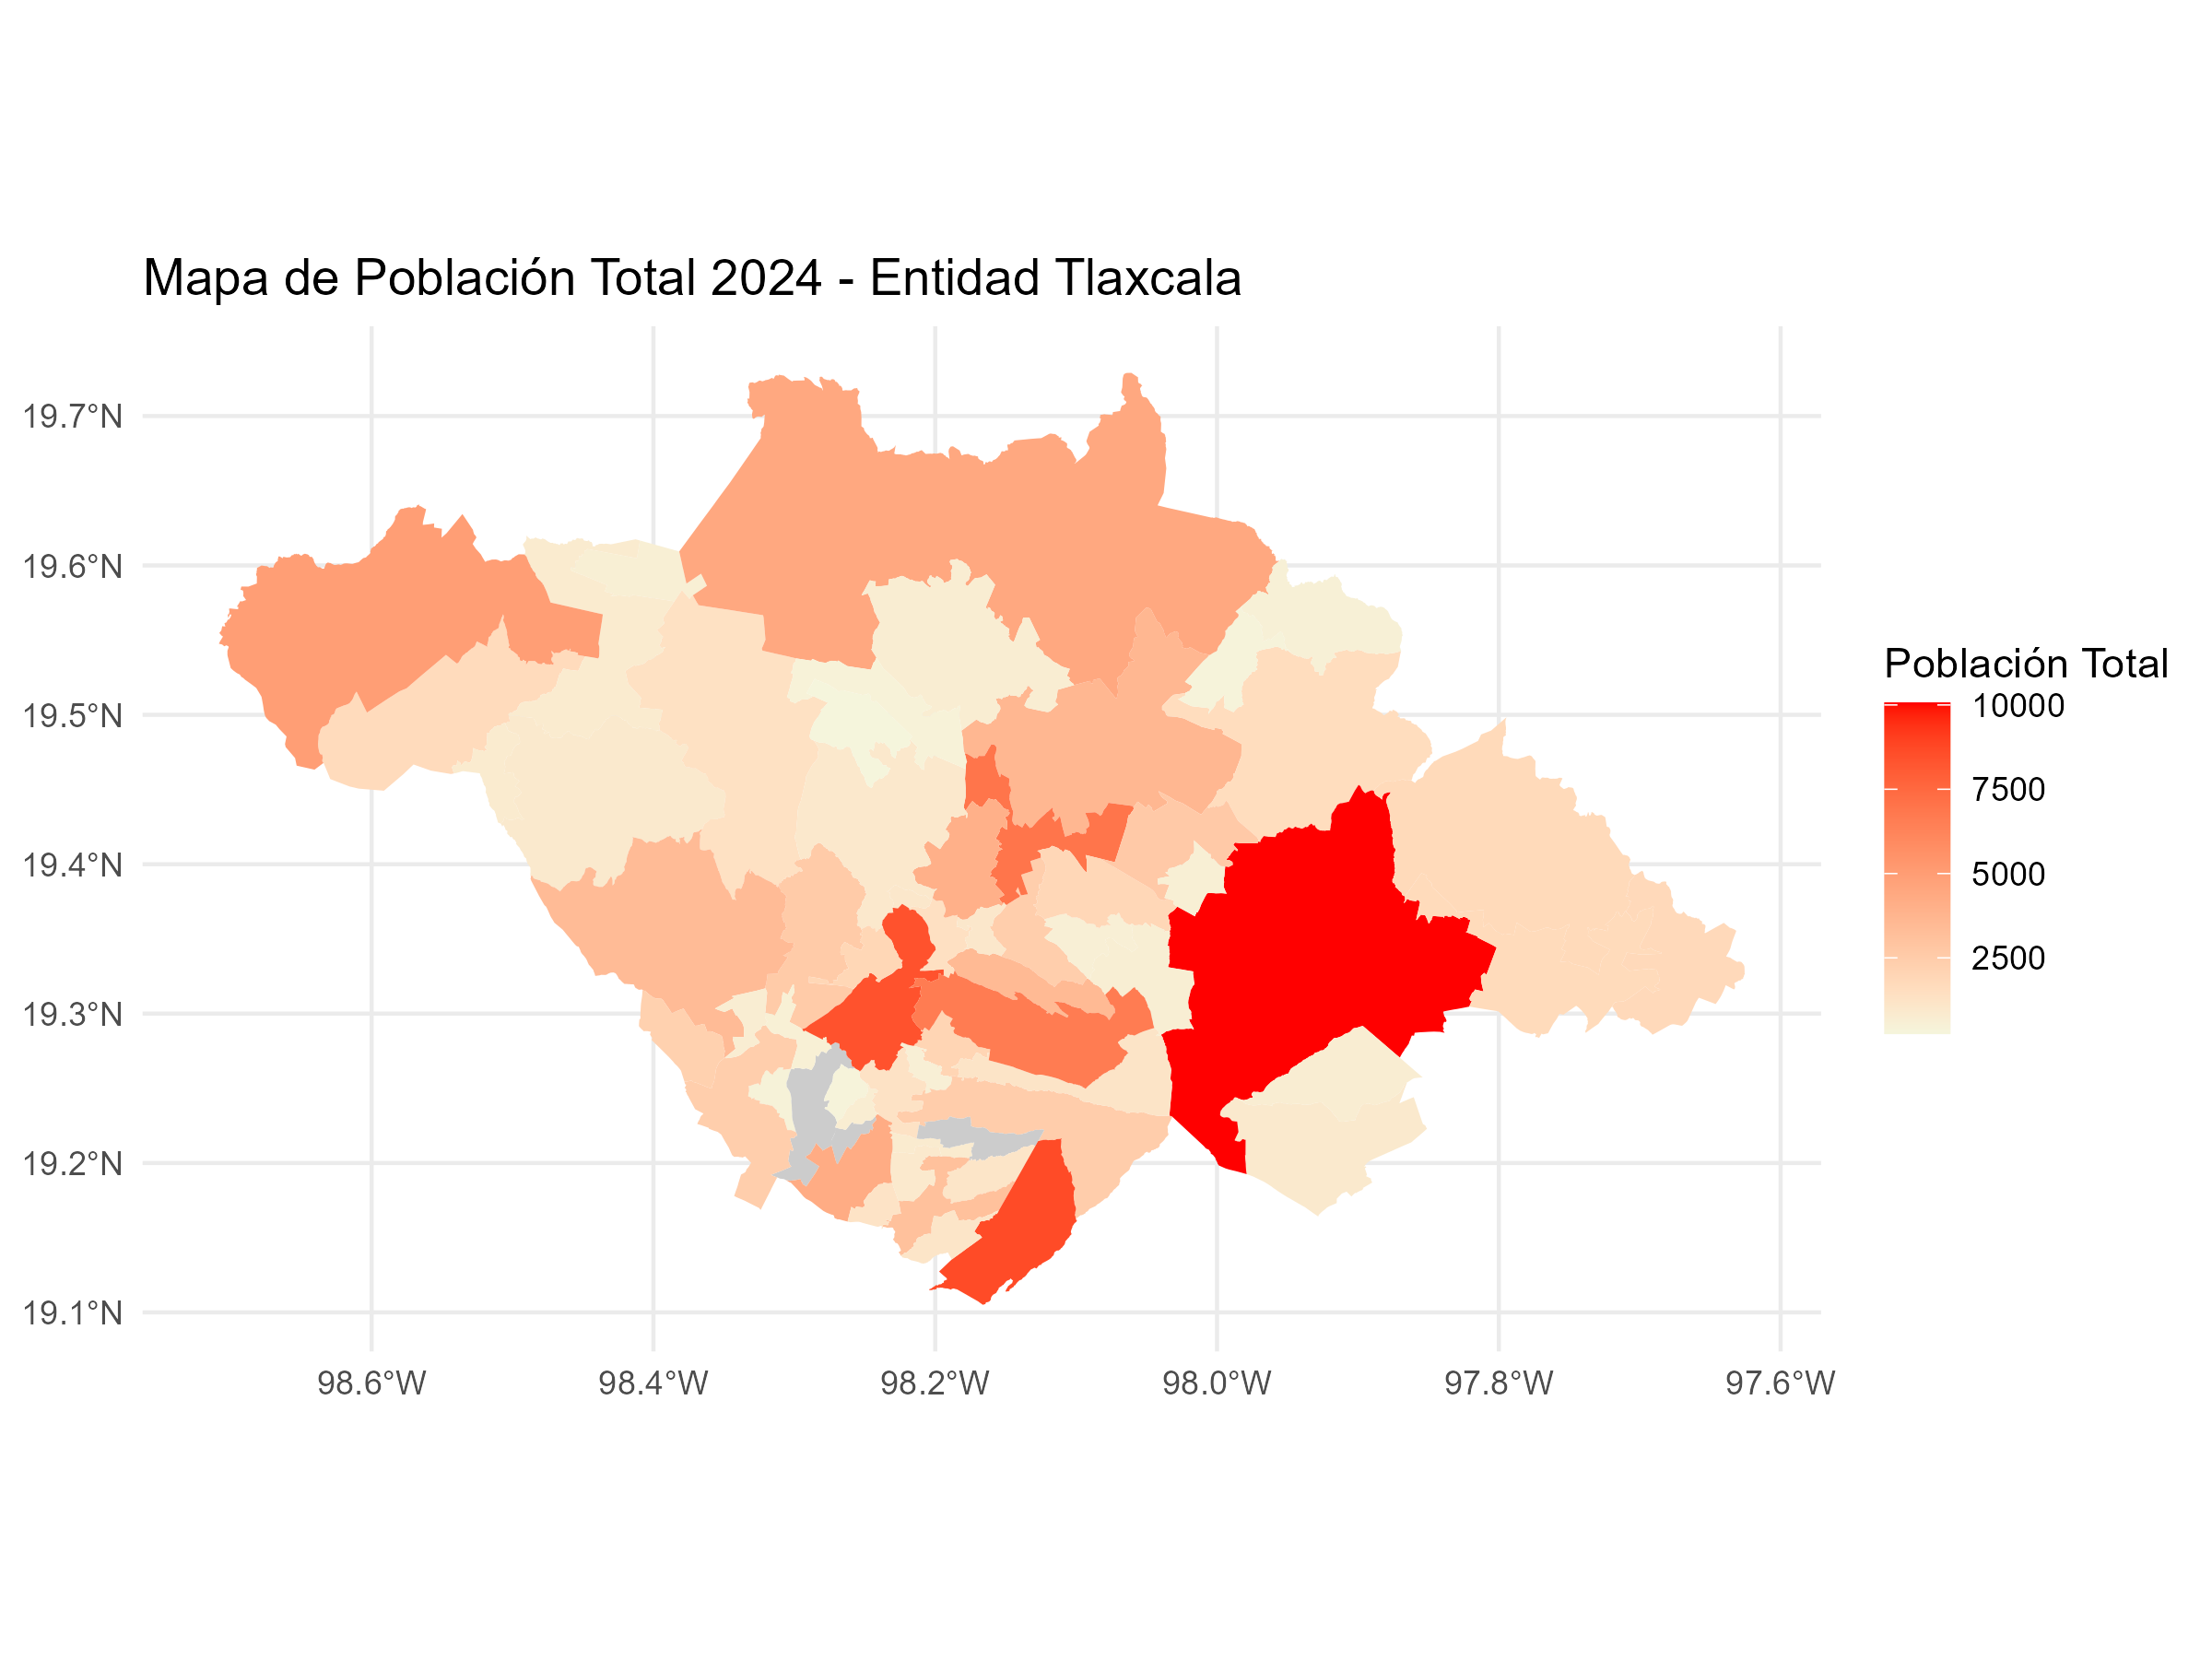 Mapa de Población Total 2024 - Entidad Tlaxcala
19.7°N
19.6°N
19.5°N
19.4°N
19.3°N
19.2°N
19.1°N
98.6°W
98.4°W
98.2°W
98.0°W
97.8°W
97.6°W
Población Total
10000
7500
5000
2500